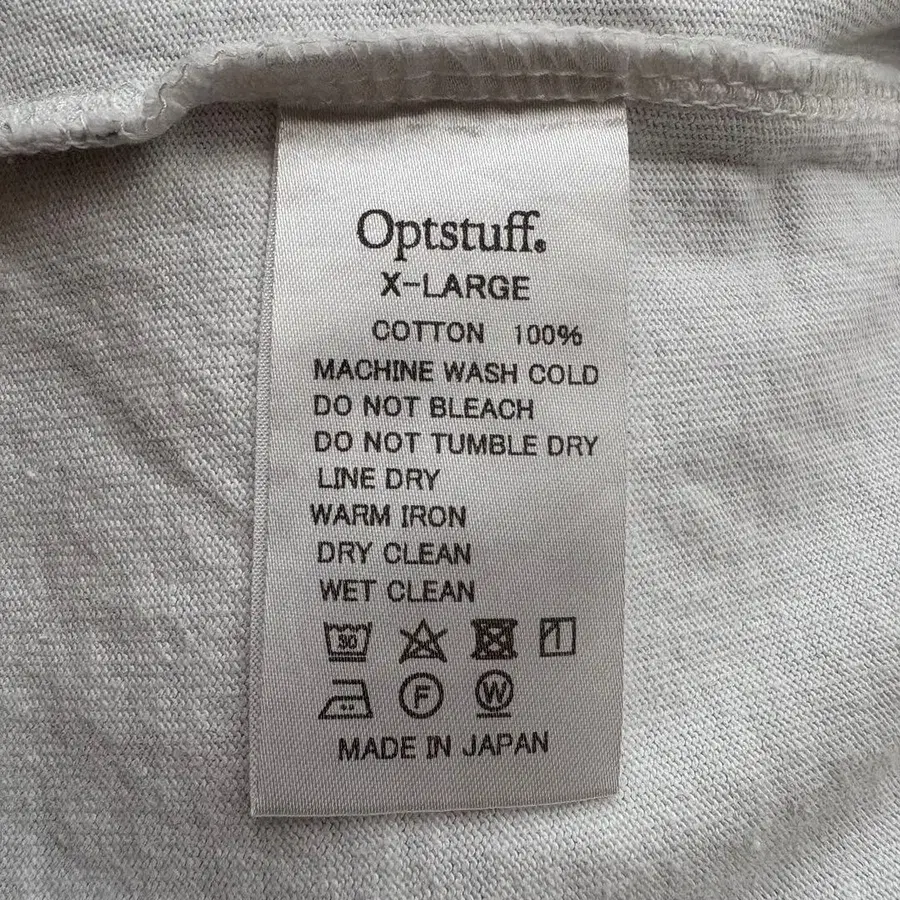 Optstuff.
X-LARGE
COTTON 100%
MACHINE WASH COLD
DO NOT BLEACH
DO NOT TUMBLE DRY
LINE DRY
WARM IRON
DRY CLEAN
WET CLEAN
30
F W
MADE IN JAPAN